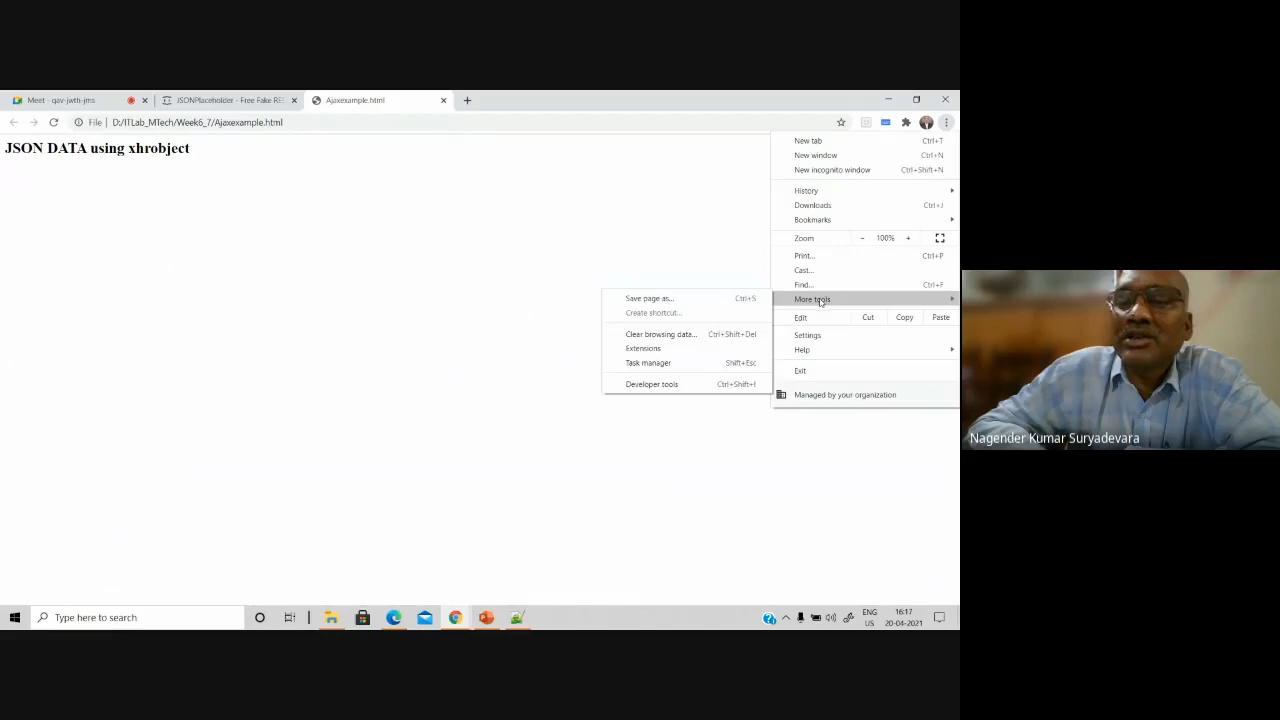 Meet - qav-jwth-jms
JSONPlaceholder - Free Fake RES
Ajaxexample.html
File | D:/ITLab_MTech/Week6_7/Ajaxexample.html
JSON DATA using xhrobject
New tab Ctrl+T
New window Ctrl+N
New incognito window Ctrl+Shift+N
History
Downloads Ctrl+J
Bookmarks
Zoom - 100% +
Print... Ctrl+P
Cast...
Find... Ctrl+F
More tools
Edit Cut Copy Paste
Settings
Help
Exit
Managed by your organization
Save page as... Ctrl+S
Create shortcut...
Clear browsing data... Ctrl+Shift+Del
Extensions
Task manager Shift+Esc
Developer tools Ctrl+Shift+I
Nagender Kumar Suryadevara
Type here to search
ENG
US
16:17
20-04-2021